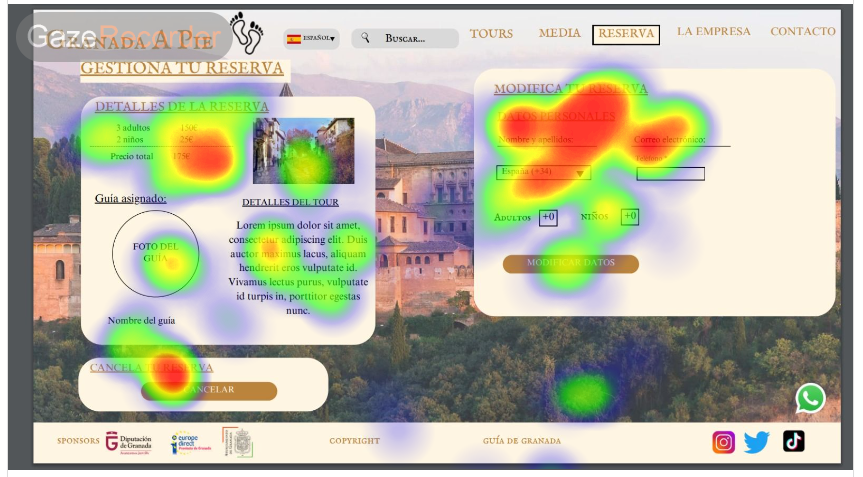 GazeRecorder
GRANADA A PIE
ESPAÑOL
BUSCAR...
TOURS
MEDIA
RESERVA
LA EMPRESA
CONTACTO
GESTIONA TU RESERVA
DETALLES DE LA RESERVA
3 adultos 150€
2 niños 25€
Precio total 175€
Guía asignado:
FOTO DEL
GUÍA
Nombre del guía
DETALLES DEL TOUR
Lorem ipsum dolor sit amet,
consectetur adipiscing elit. Duis
auctor maximus lacus, aliquam
hendrerit eros vulputate id.
Vivamus lectus purus, vulputate
id turpis in, porttitor egestas
nunc.
CANCELA TU RESERVA
CANCELAR
MODIFICA TU RESERVA
DATOS PERSONALES
Nombre y apellidos:
Correo electrónico:
España (+34)
Teléfono*
ADULTOS +0
NIÑOS +0
MODIFICAR DATOS
SPONSORS
Diputación
de Granada
europe
direct
COPYRIGHT
GUÍA DE GRANADA